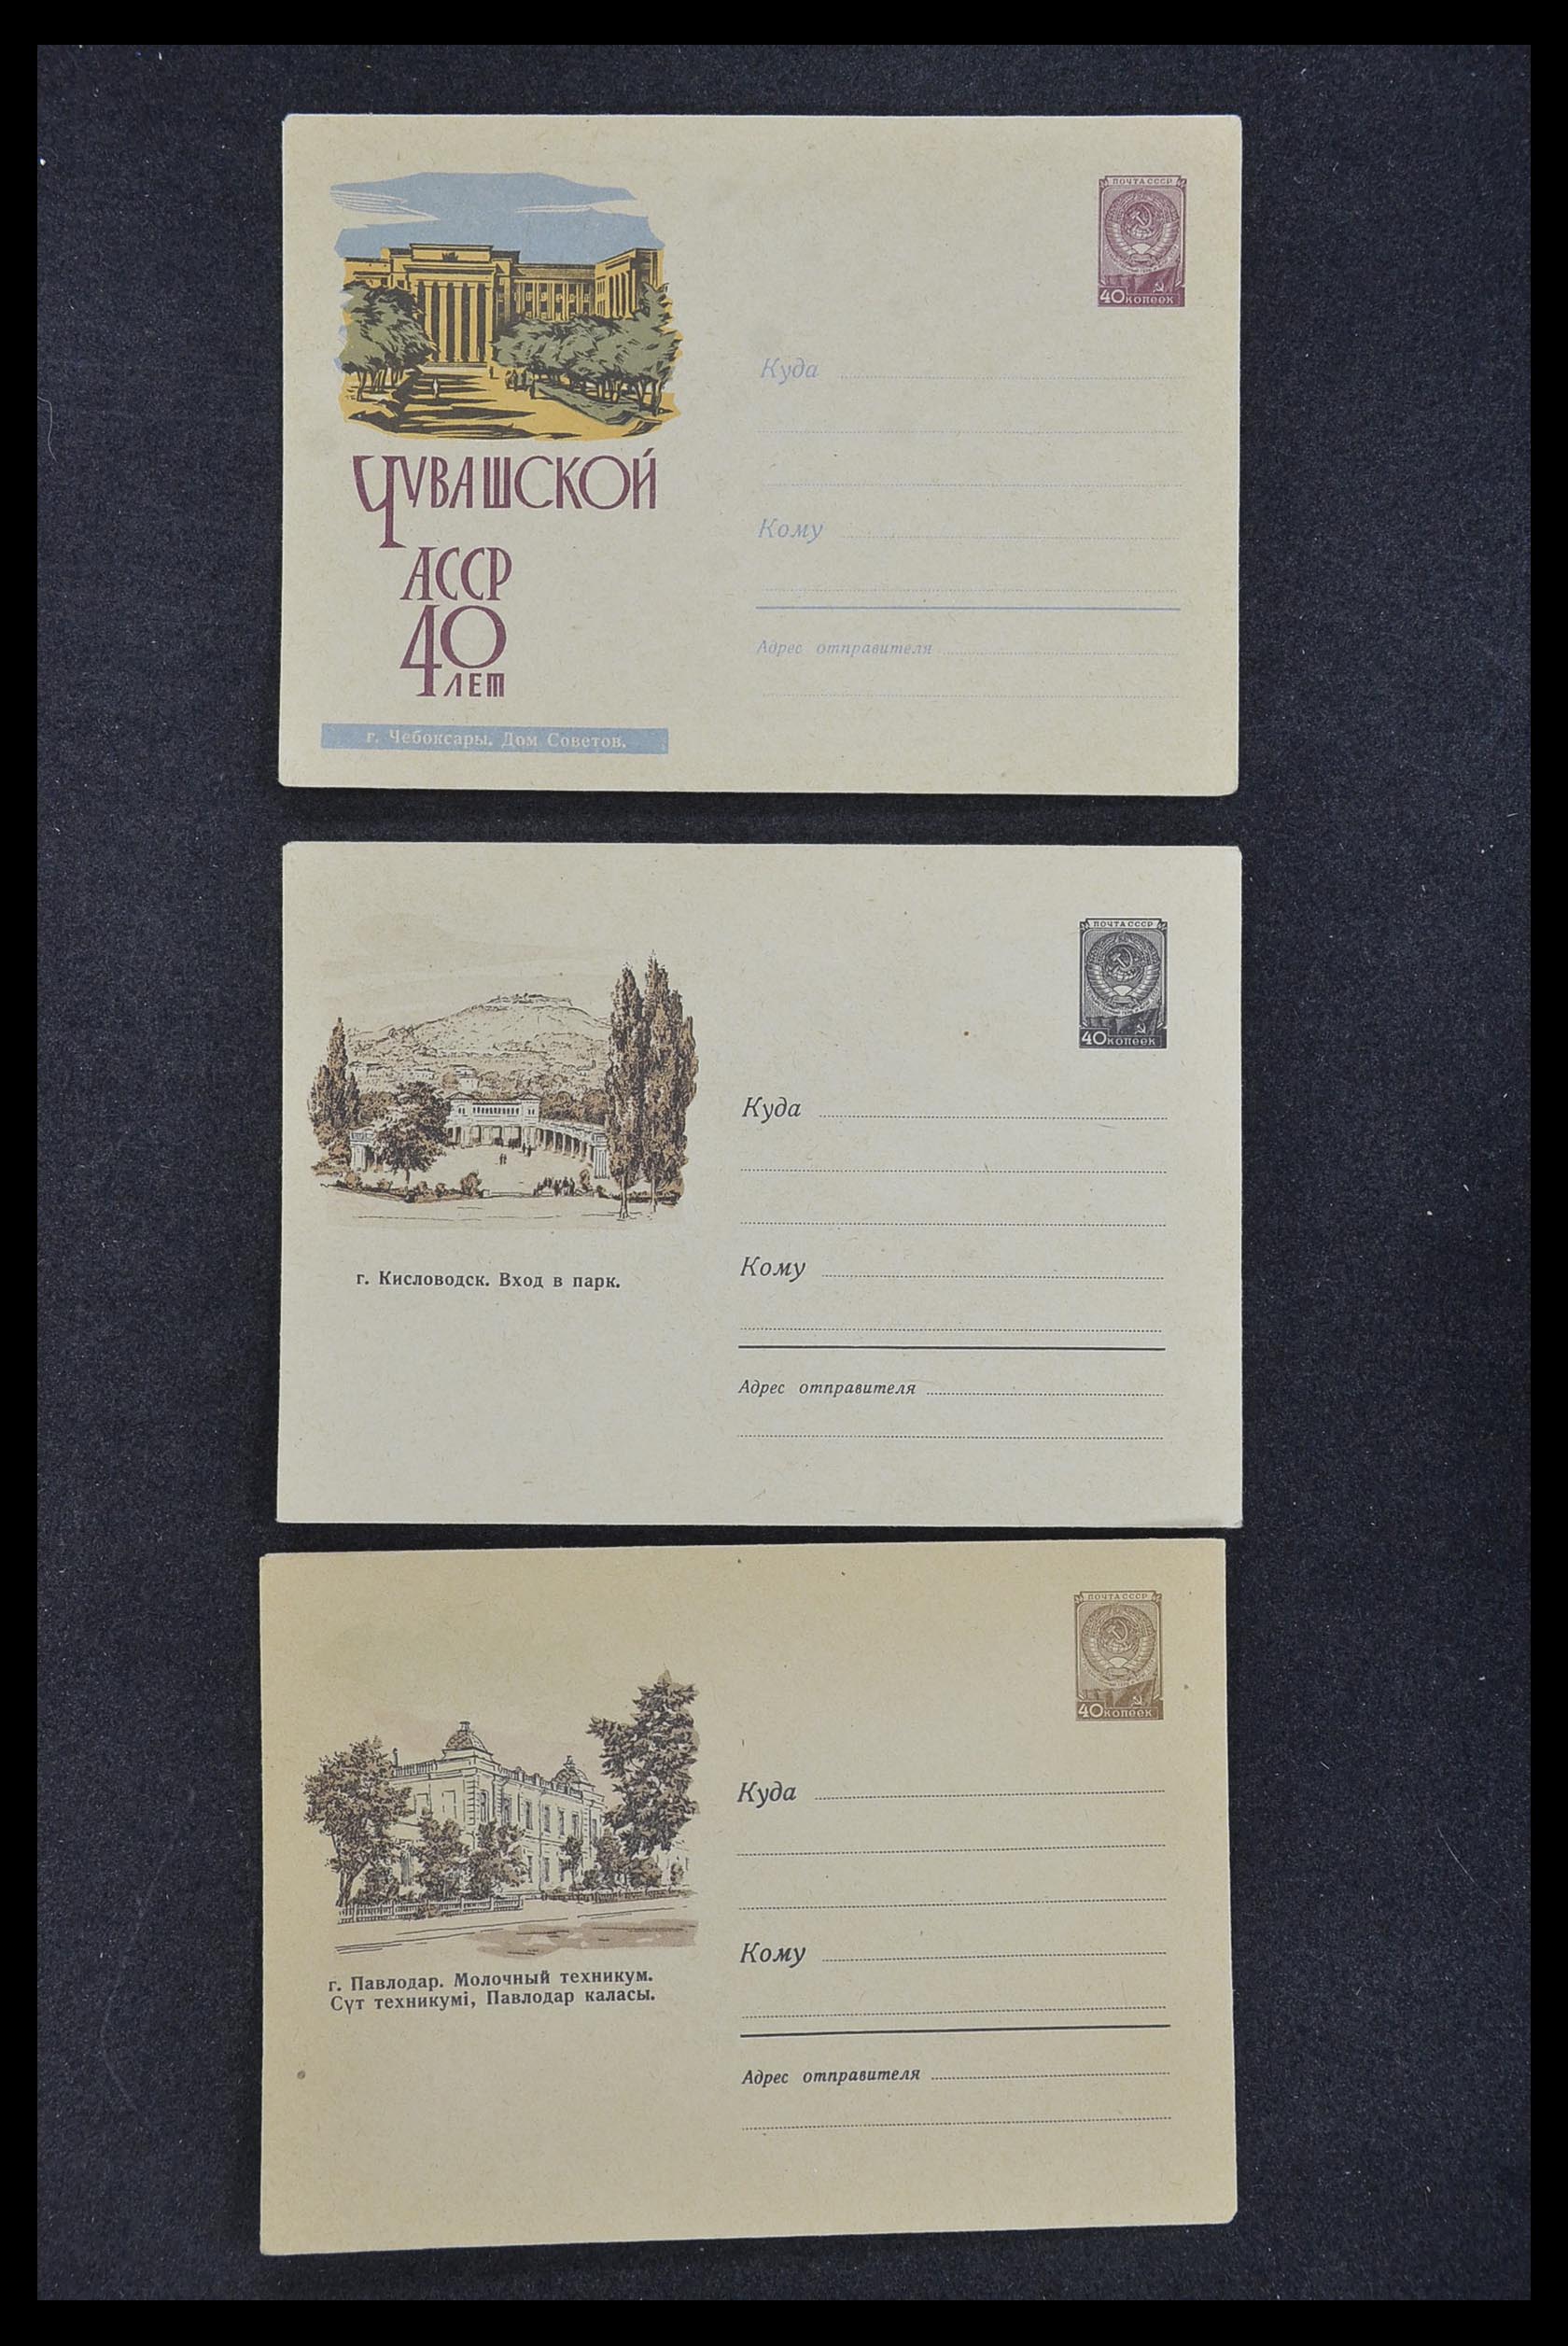 ПОЧТА СССР
40 копеек
ЧУВАШСКОЙ
АССР
40
ЛЕТ
г. Чебоксары. Дом Советов.
Куда
Кому
Адрес отправителя
ПОЧТА СССР
40 копеек
г. Кисловодск. Вход в парк.
Куда
Кому
Адрес отправителя
ПОЧТА СССР
40 копеек
г. Павлодар. Молочный техникум.
Сүт техникумі, Павлодар каласы.
Куда
Кому
Адрес отправителя